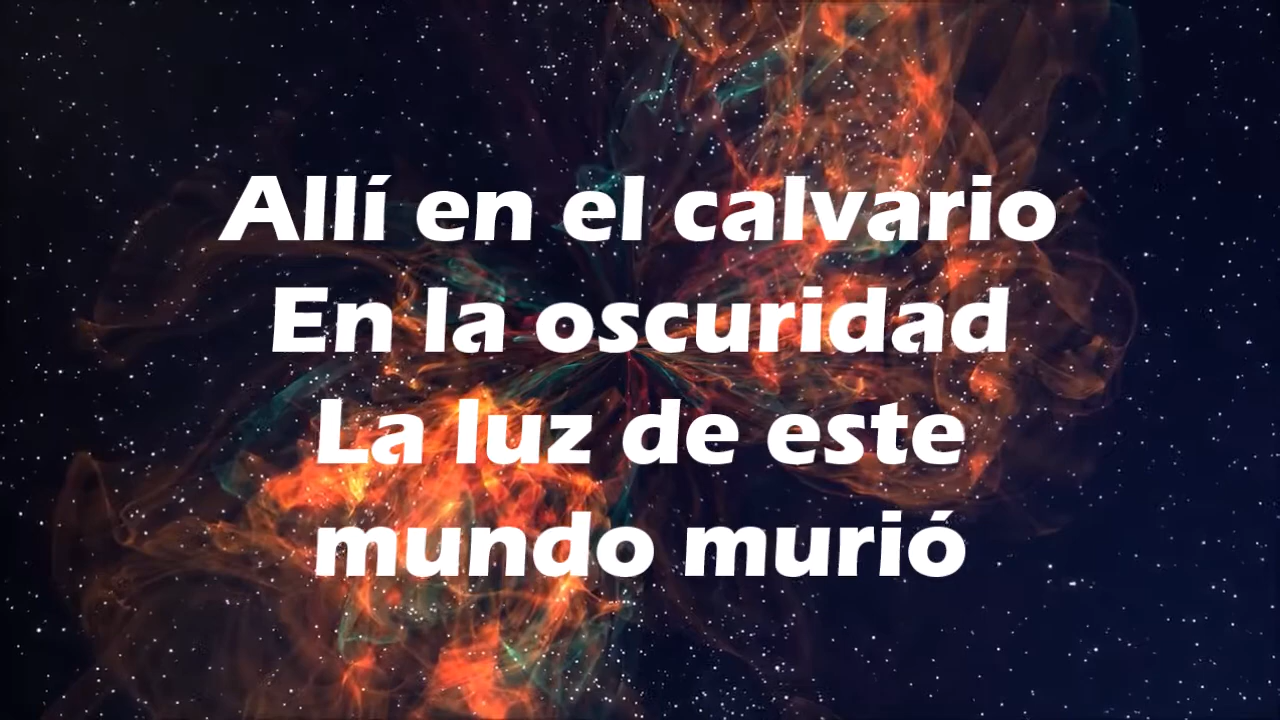 Allí en el calvario
En la oscuridad
La luz de este
mundo murió